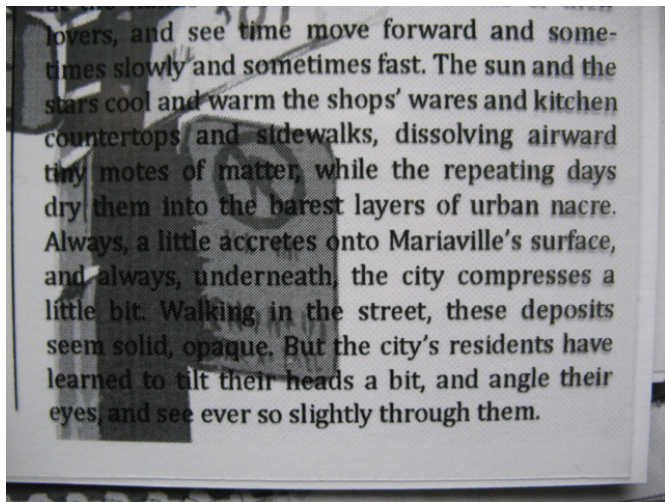 lovers, and see time move forward and some-
times slowly and sometimes fast. The sun and the
stars cool and warm the shops' wares and kitchen
countertops and sidewalks, dissolving airward
tiny motes of matter, while the repeating days
dry them into the barest layers of urban nacre.
Always, a little accretes onto Mariaville's surface,
and always, underneath, the city compresses a
little bit. Walking in the street, these deposits
seem solid, opaque. But the city's residents have
learned to tilt their heads a bit, and angle their
eyes, and see ever so slightly through them.